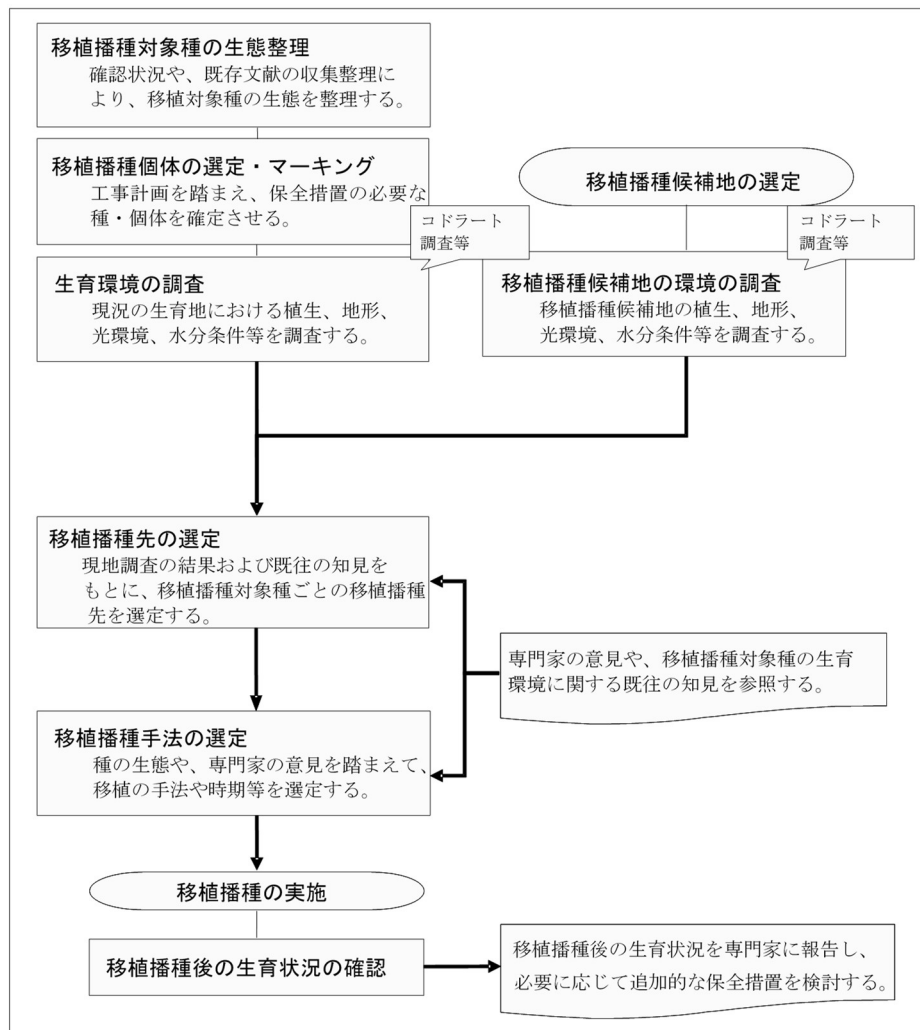 移植播種対象種の生態整理
確認状況や、既存文献の収集整理に
より、移植対象種の生態を整理する。
移植播種個体の選定・マーキング
工事計画を踏まえ、保全措置の必要な
種・個体を確定させる。
コドラート
調査等
生育環境の調査
現況の生育地における植生、地形、
光環境、水分条件等を調査する。
移植播種候補地の選定
コドラート
調査等
移植播種候補地の環境の調査
移植播種候補地の植生、地形、
光環境、水分条件等を調査する。
移植播種先の選定
現地調査の結果および既往の知見を
もとに、移植播種対象種ごとの移植播種
先を選定する。
専門家の意見や、移植播種対象種の生育
環境に関する既往の知見を参照する。
移植播種手法の選定
種の生態や、専門家の意見を踏まえて、
移植の手法や時期等を選定する。
移植播種の実施
移植播種後の生育状況の確認
移植播種後の生育状況を専門家に報告し、
必要に応じて追加的な保全措置を検討する。